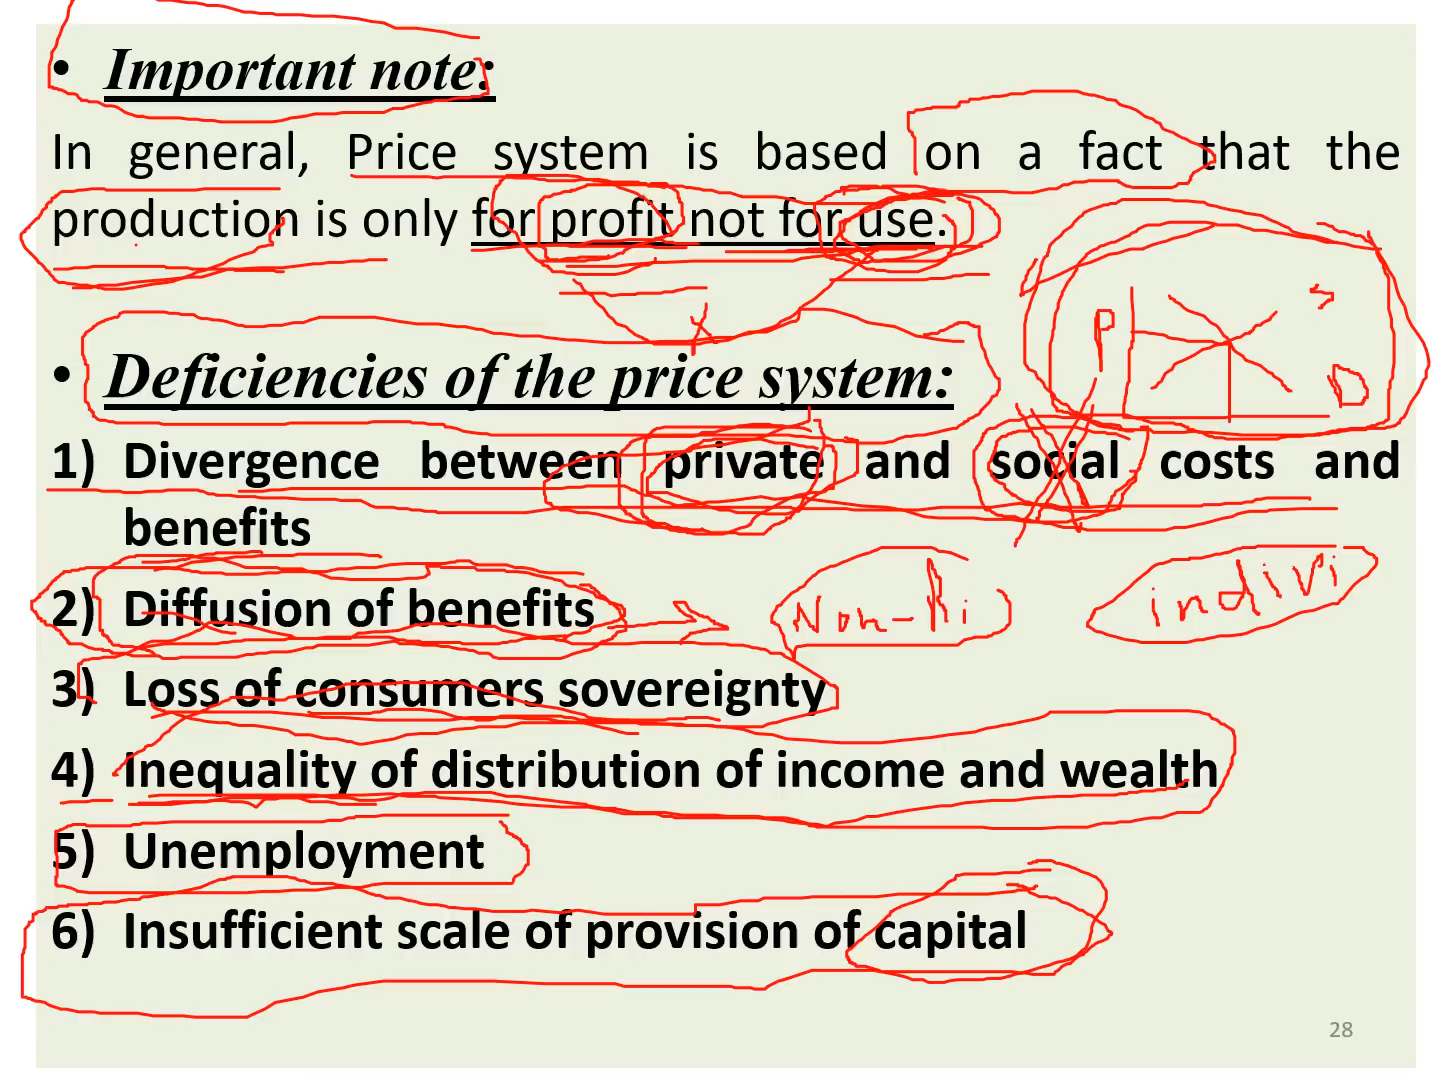 • Important note:
In general, Price system is based on a fact that the
production is only for profit not for use.
P
S
D
• Deficiencies of the price system:
1) Divergence between private and social costs and
benefits
2) Diffusion of benefits
Non-Ri
indivi
3) Loss of consumers sovereignty
4) Inequality of distribution of income and wealth
5) Unemployment
6) Insufficient scale of provision of capital
28